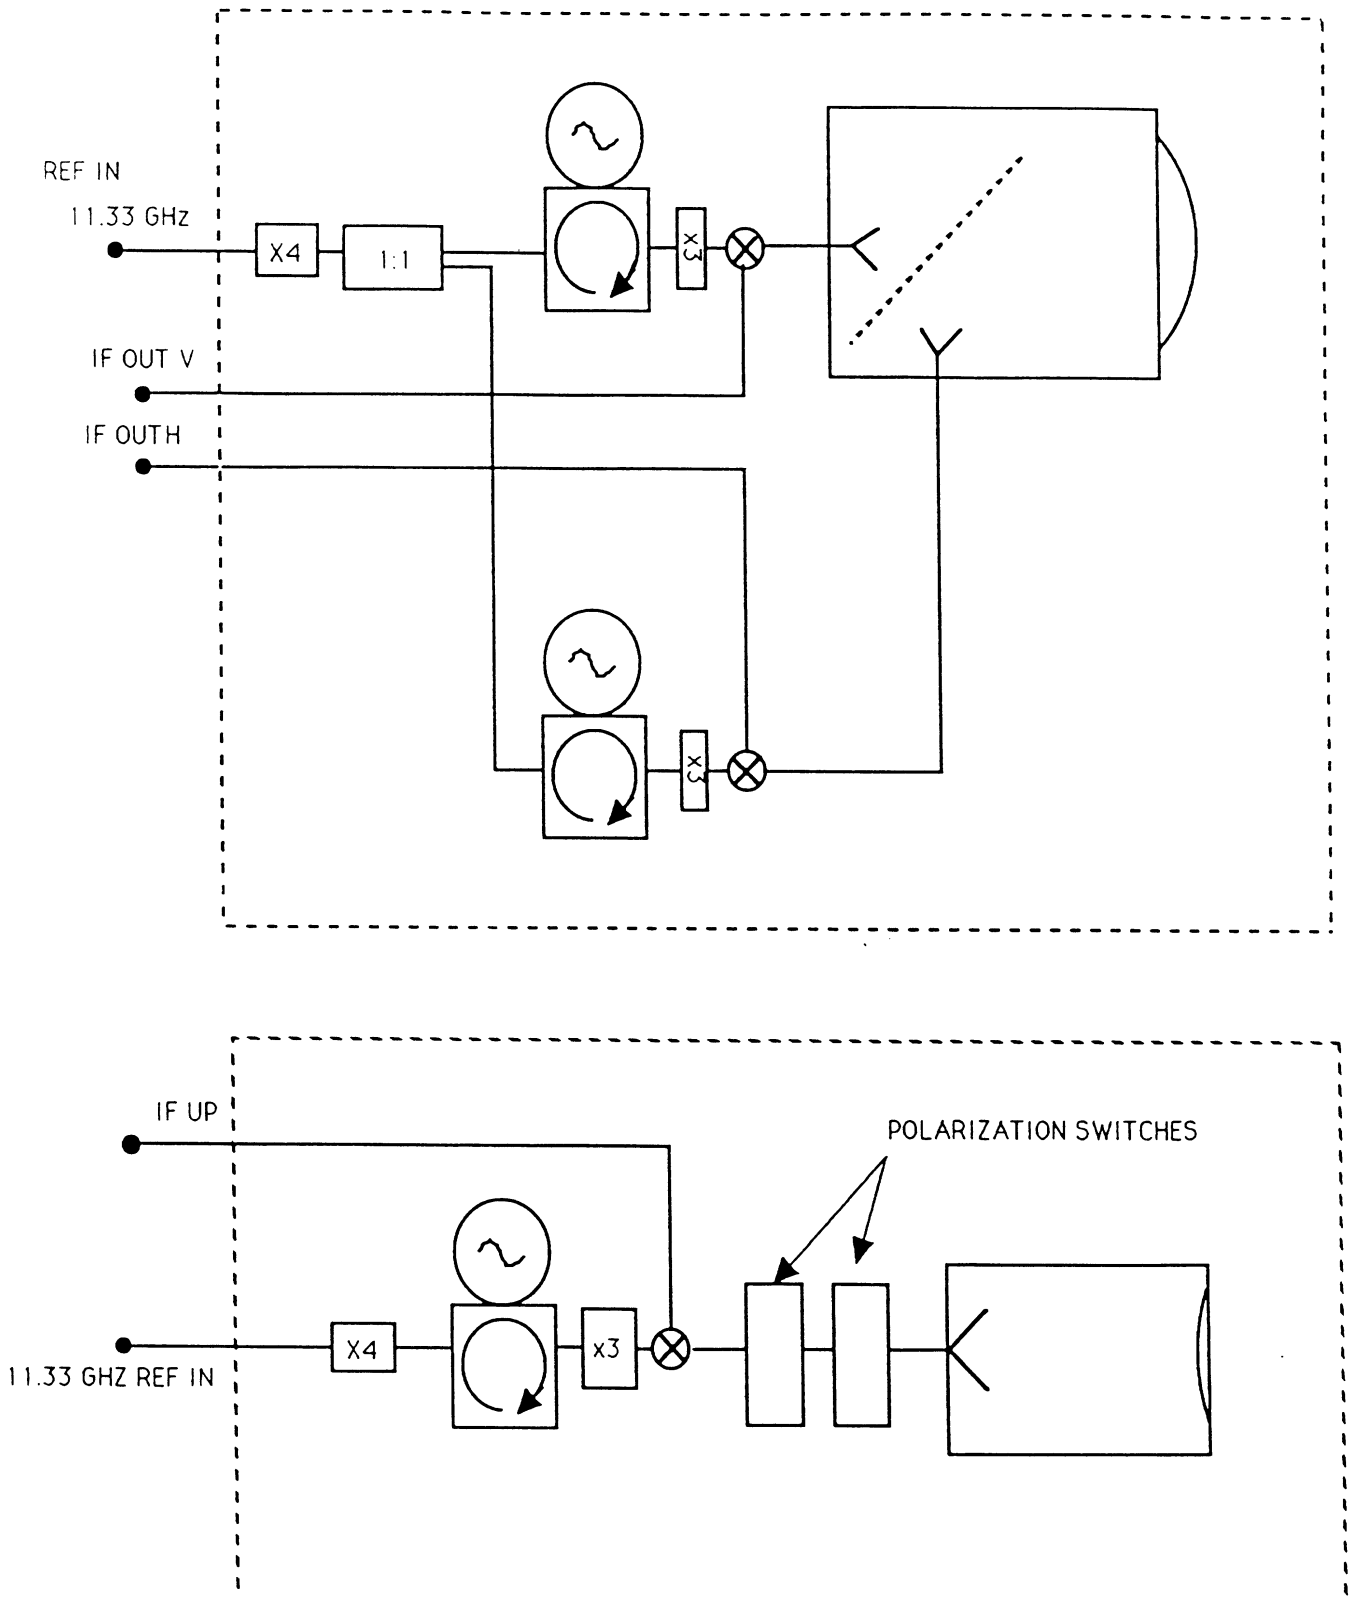 REF IN
11.33 GHz
X4
1:1
x3
IF OUT V
IF OUT H
x3
IF UP
POLARIZATION SWITCHES
X4
x3
11.33 GHZ REF IN